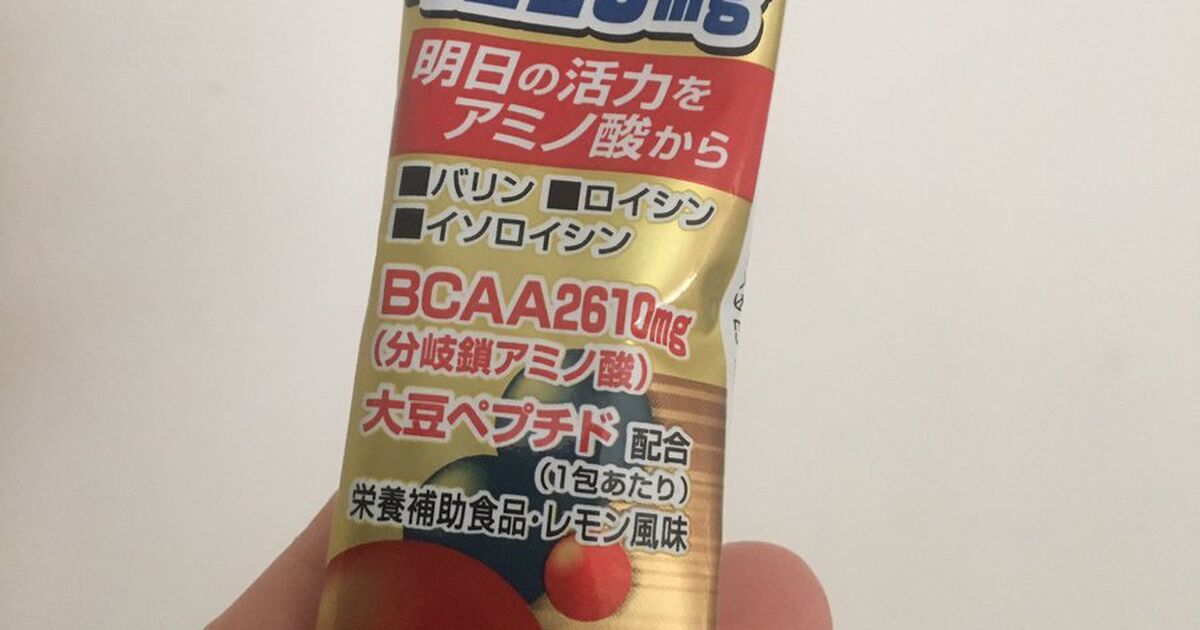 明日の活力を
アミノ酸から
■バリン ■ロイシン
■イソロイシン
BCAA2610mg
(分岐鎖アミノ酸)
大豆ペプチド 配合
(1包あたり)
栄養補助食品・レモン風味